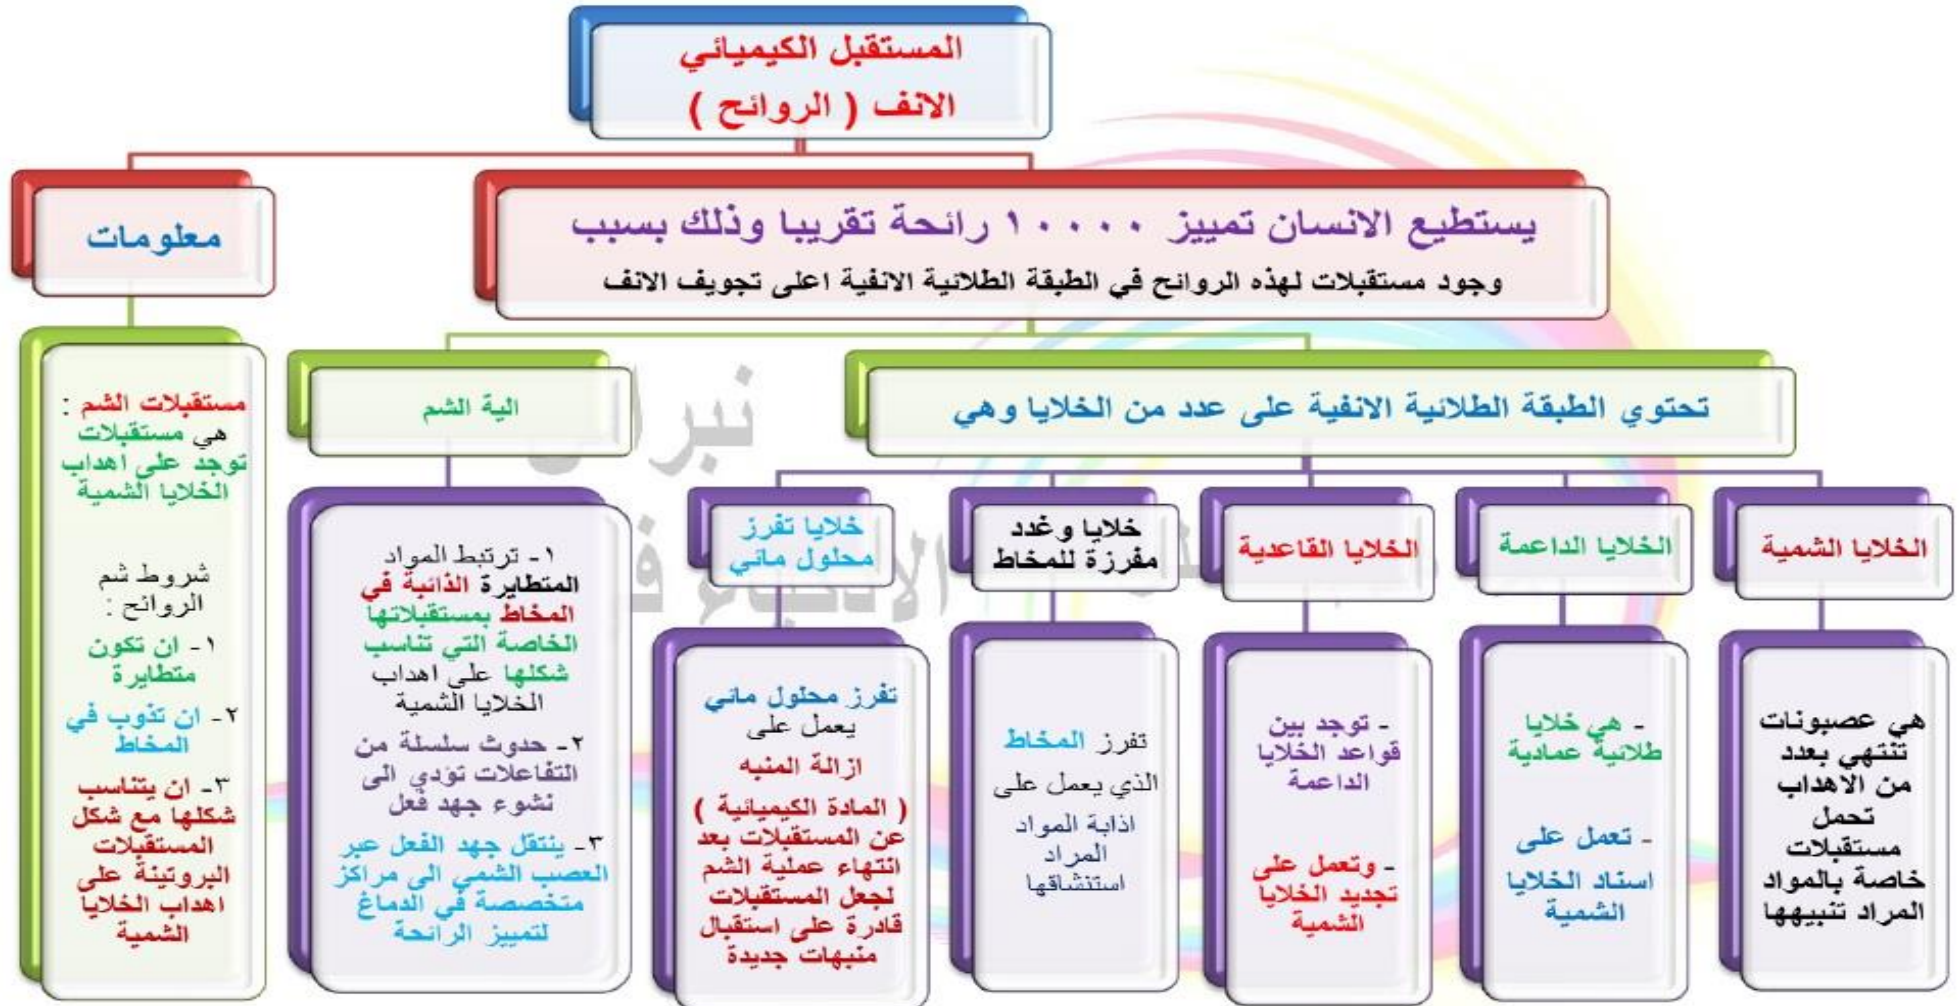 المستقبل الكيميائي
الانف ( الروائح )
يستطيع الانسان تمييز ١٠٠٠٠ رائحة تقريبا وذلك بسبب
وجود مستقبلات لهذه الروائح في الطبقة الطلائية الانفية اعلى تجويف الانف
تحتوي الطبقة الطلائية الانفية على عدد من الخلايا وهي
الخلايا الشمية
هي عصبونات
تنتهي بعدد
من الاهداب
تحمل
مستقبلات
خاصة بالمواد
المراد تنبيهها
الخلايا الداعمة
- هي خلايا
طلائية عمادية
- تعمل على
اسناد الخلايا
الشمية
الخلايا القاعدية
- توجد بين
قواعد الخلايا
الداعمة
- وتعمل على
تجديد الخلايا
الشمية
خلايا وغدد
مفرزة للمخاط
تفرز المخاط
الذي يعمل على
اذابة المواد
المراد
استنشاقها
خلايا تفرز
محلول مائي
تفرز محلول مائي
يعمل على
ازالة المنبه
( المادة الكيميائية )
عن المستقبلات بعد
انتهاء عملية الشم
لجعل المستقبلات
قادرة على استقبال
منبهات جديدة
الية الشم
١- ترتبط المواد
المتطايرة الذائبة في
المخاط بمستقبلاتها
الخاصة التي تناسب
شكلها على اهداب
الخلايا الشمية
٢- حدوث سلسلة من
التفاعلات تؤدي الى
نشوء جهد فعل
٣- ينتقل جهد الفعل عبر
العصب الشمي الى مراكز
متخصصة في الدماغ
لتمييز الرائحة
معلومات
مستقبلات الشم :
هي مستقبلات
توجد على اهداب
الخلايا الشمية
شروط شم
الروائح :
١- ان تكون
متطايرة
٢- ان تذوب في
المخاط
٣- ان يتناسب
شكلها مع شكل
المستقبلات
البروتينة على
اهداب الخلايا
الشمية